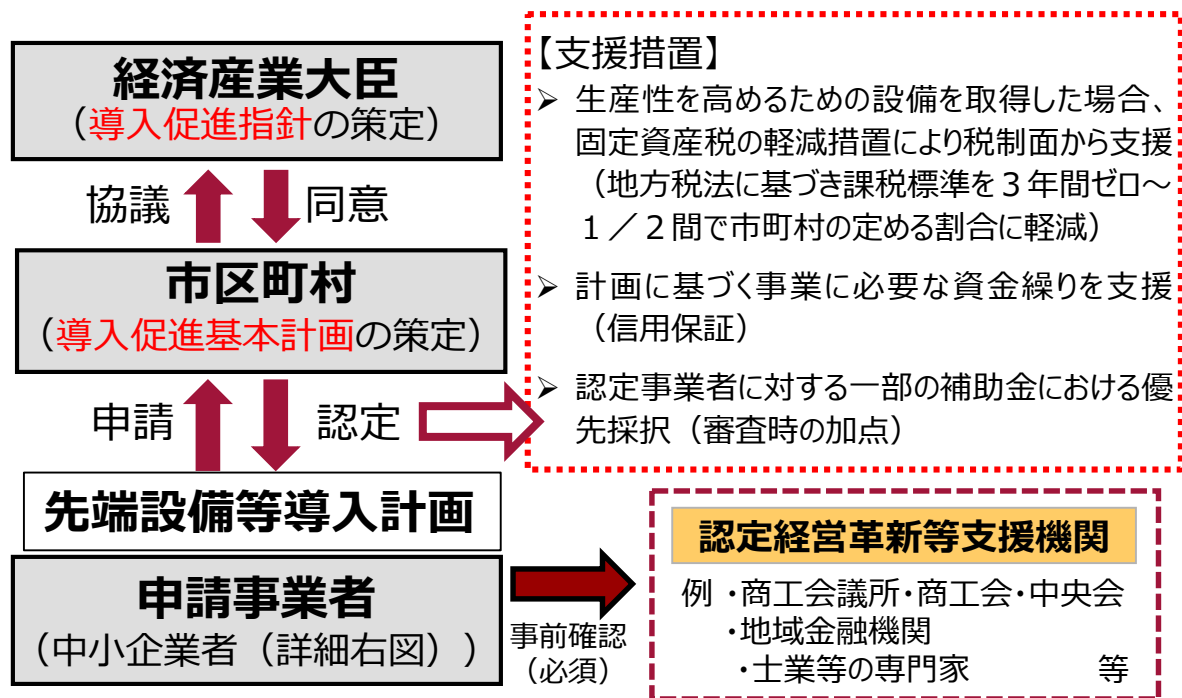 経済産業大臣
（導入促進指針の策定）
協議
同意
市区町村
（導入促進基本計画の策定）
申請
認定
先端設備等導入計画
申請事業者
（中小企業者（詳細右図））
事前確認
（必須）
【支援措置】
➢ 生産性を高めるための設備を取得した場合、
固定資産税の軽減措置により税制面から支援
（地方税法に基づき課税標準を３年間ゼロ～
１／２間で市町村の定める割合に軽減）
➢ 計画に基づく事業に必要な資金繰りを支援
（信用保証）
➢ 認定事業者に対する一部の補助金における優
先採択（審査時の加点）
認定経営革新等支援機関
例 ・商工会議所・商工会・中央会
・地域金融機関
・士業等の専門家 等